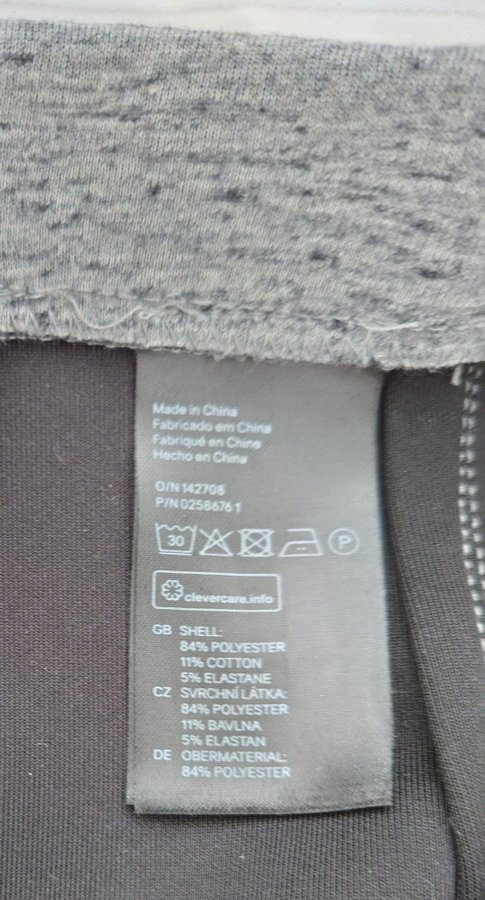 Made in China
Fabricado em China
Fabriqué en Chine
Hecho en China
O/N 142708
P/N 02586761
30 P
clevercare.info
GB SHELL:
84% POLYESTER
11% COTTON
5% ELASTANE
CZ SVRCHNÍ LÁTKA:
84% POLYESTER
11% BAVLNA
5% ELASTAN
DE OBERMATERIAL:
84% POLYESTER